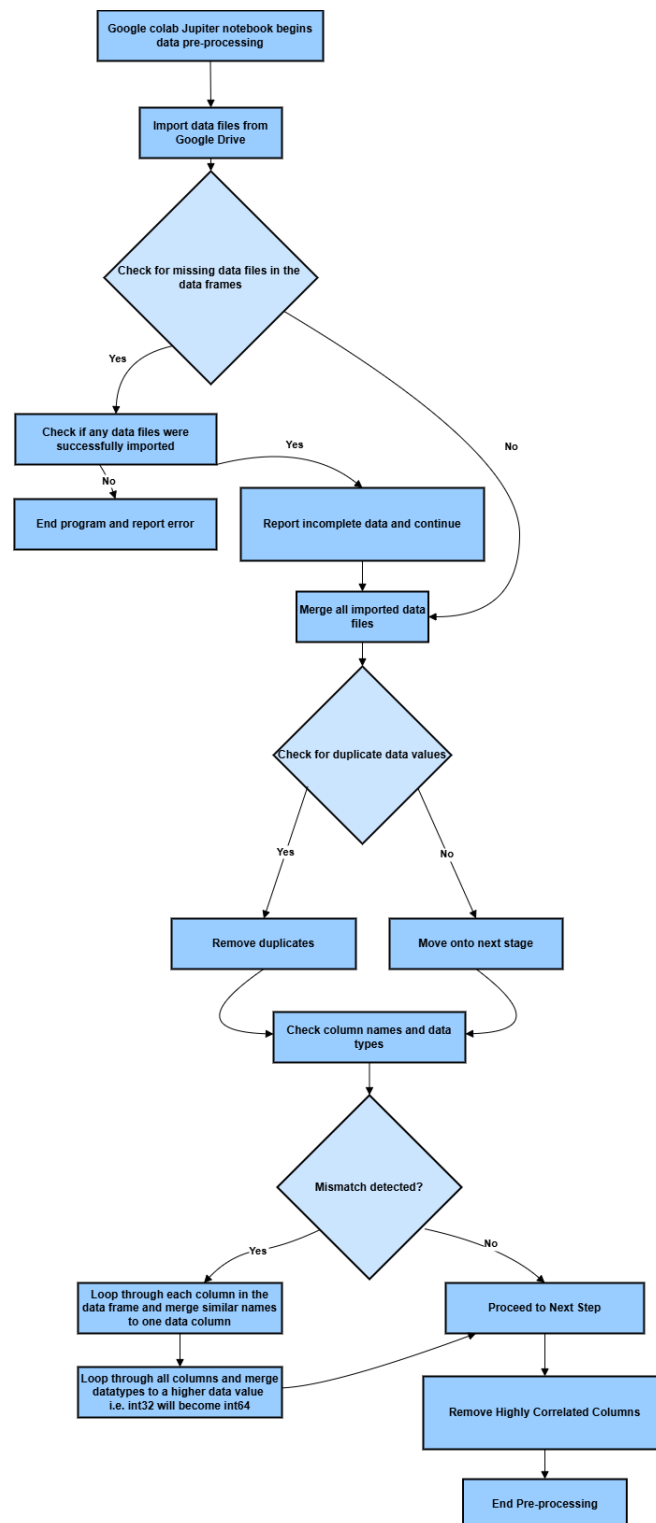 Google colab Jupiter notebook begins
data pre-processing
Import data files from
Google Drive
Check for missing data files in the
data frames
Yes
No
Check if any data files were
successfully imported
Yes
No
End program and report error
Report incomplete data and continue
Merge all imported data
files
Check for duplicate data values
Yes
No
Remove duplicates
Move onto next stage
Check column names and data
types
Mismatch detected?
Yes
No
Loop through each column in the
data frame and merge similar names
to one data column
Proceed to Next Step
Loop through all columns and merge
datatypes to a higher data value
i.e. int32 will become int64
Remove Highly Correlated Columns
End Pre-processing